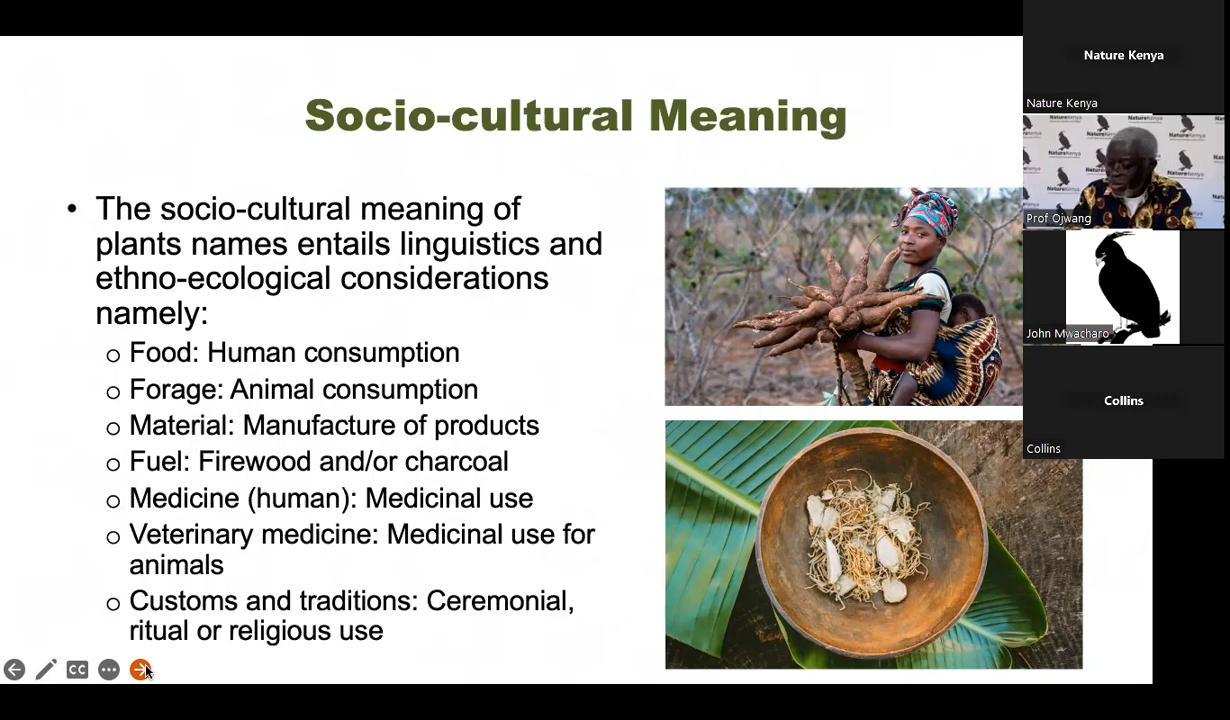 Socio-cultural Meaning
• The socio-cultural meaning of
plants names entails linguistics and
ethno-ecological considerations
namely:
o Food: Human consumption
o Forage: Animal consumption
o Material: Manufacture of products
o Fuel: Firewood and/or charcoal
o Medicine (human): Medicinal use
o Veterinary medicine: Medicinal use for
animals
o Customs and traditions: Ceremonial,
ritual or religious use
CC
Nature Kenya
Nature Kenya
Prof Ojwang
John Mwacharo
Collins
Collins